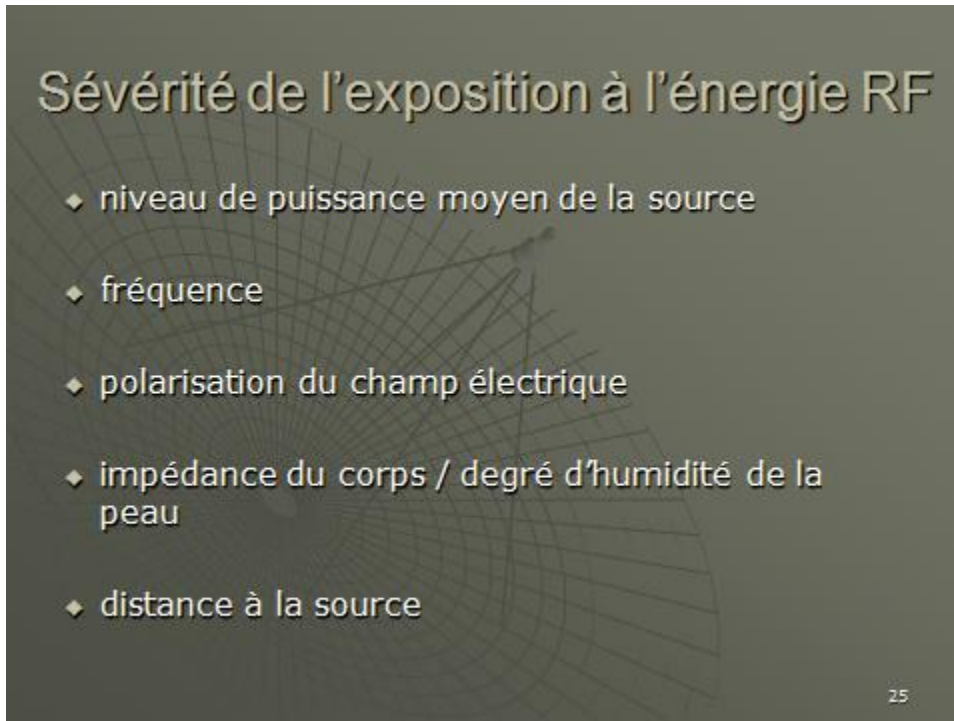 Sévérité de l'exposition à l'énergie RF
niveau de puissance moyen de la source
fréquence
polarisation du champ électrique
impédance du corps / degré d'humidité de la
peau
distance à la source
25